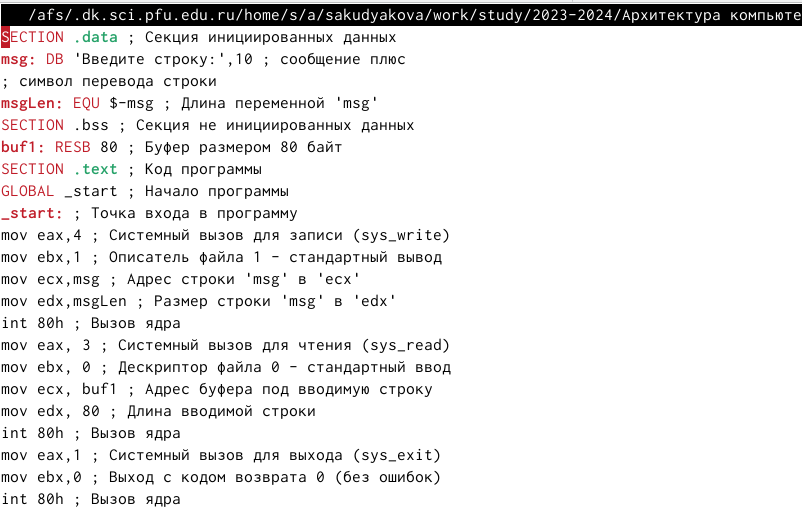 /afs/.dk.sci.pfu.edu.ru/home/s/a/sakudyakova/work/study/2023-2024/Архитектура компьюте
SECTION .data ; Секция инициированных данных
msg: DB 'Введите строку:',10 ; сообщение плюс
; символ перевода строки
msgLen: EQU $-msg ; Длина переменной 'msg'
SECTION .bss ; Секция не инициированных данных
buf1: RESB 80 ; Буфер размером 80 байт
SECTION .text ; Код программы
GLOBAL _start ; Начало программы
_start: ; Точка входа в программу
mov eax,4 ; Системный вызов для записи (sys_write)
mov ebx,1 ; Описатель файла 1 - стандартный вывод
mov ecx,msg ; Адрес строки 'msg' в 'ecx'
mov edx,msgLen ; Размер строки 'msg' в 'edx'
int 80h ; Вызов ядра
mov eax, 3 ; Системный вызов для чтения (sys_read)
mov ebx, 0 ; Дескриптор файла 0 - стандартный ввод
mov ecx, buf1 ; Адрес буфера под вводимую строку
mov edx, 80 ; Длина вводимой строки
int 80h ; Вызов ядра
mov eax,1 ; Системный вызов для выхода (sys_exit)
mov ebx,0 ; Выход с кодом возврата 0 (без ошибок)
int 80h ; Вызов ядра